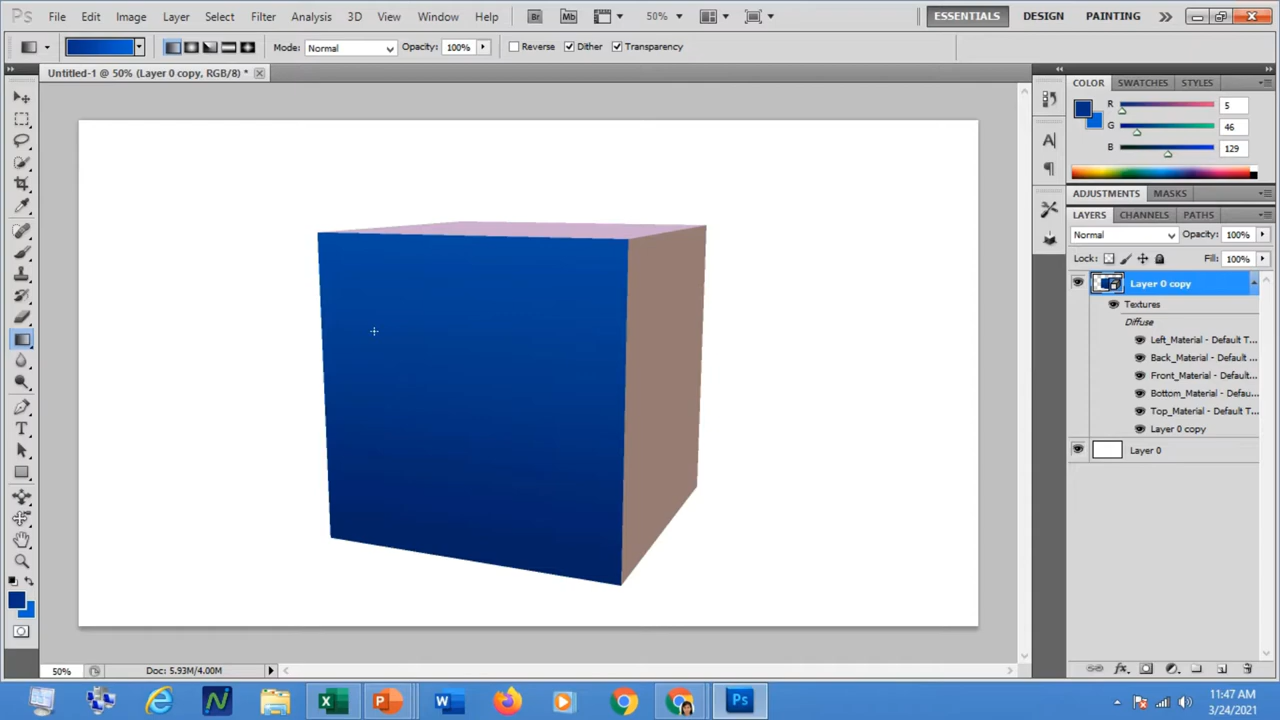 Ps File Edit Image Layer Select Filter Analysis 3D View Window Help Br Mb 50% ESSENTIALS DESIGN PAINTING
Mode: Normal Opacity: 100% Reverse Dither Transparency
Untitled-1 @ 50% (Layer 0 copy, RGB/8) *
COLOR SWATCHES STYLES
R 5
G 46
B 129
ADJUSTMENTS MASKS
LAYERS CHANNELS PATHS
Normal Opacity: 100%
Lock: Fill: 100%
Layer 0 copy
Textures
Diffuse
Left_Material - Default T...
Back_Material - Default ...
Front_Material - Default...
Bottom_Material - Defau...
Top_Material - Default T...
Layer 0 copy
Layer 0
50% Doc: 5.93M/4.00M
11:47 AM
3/24/2021